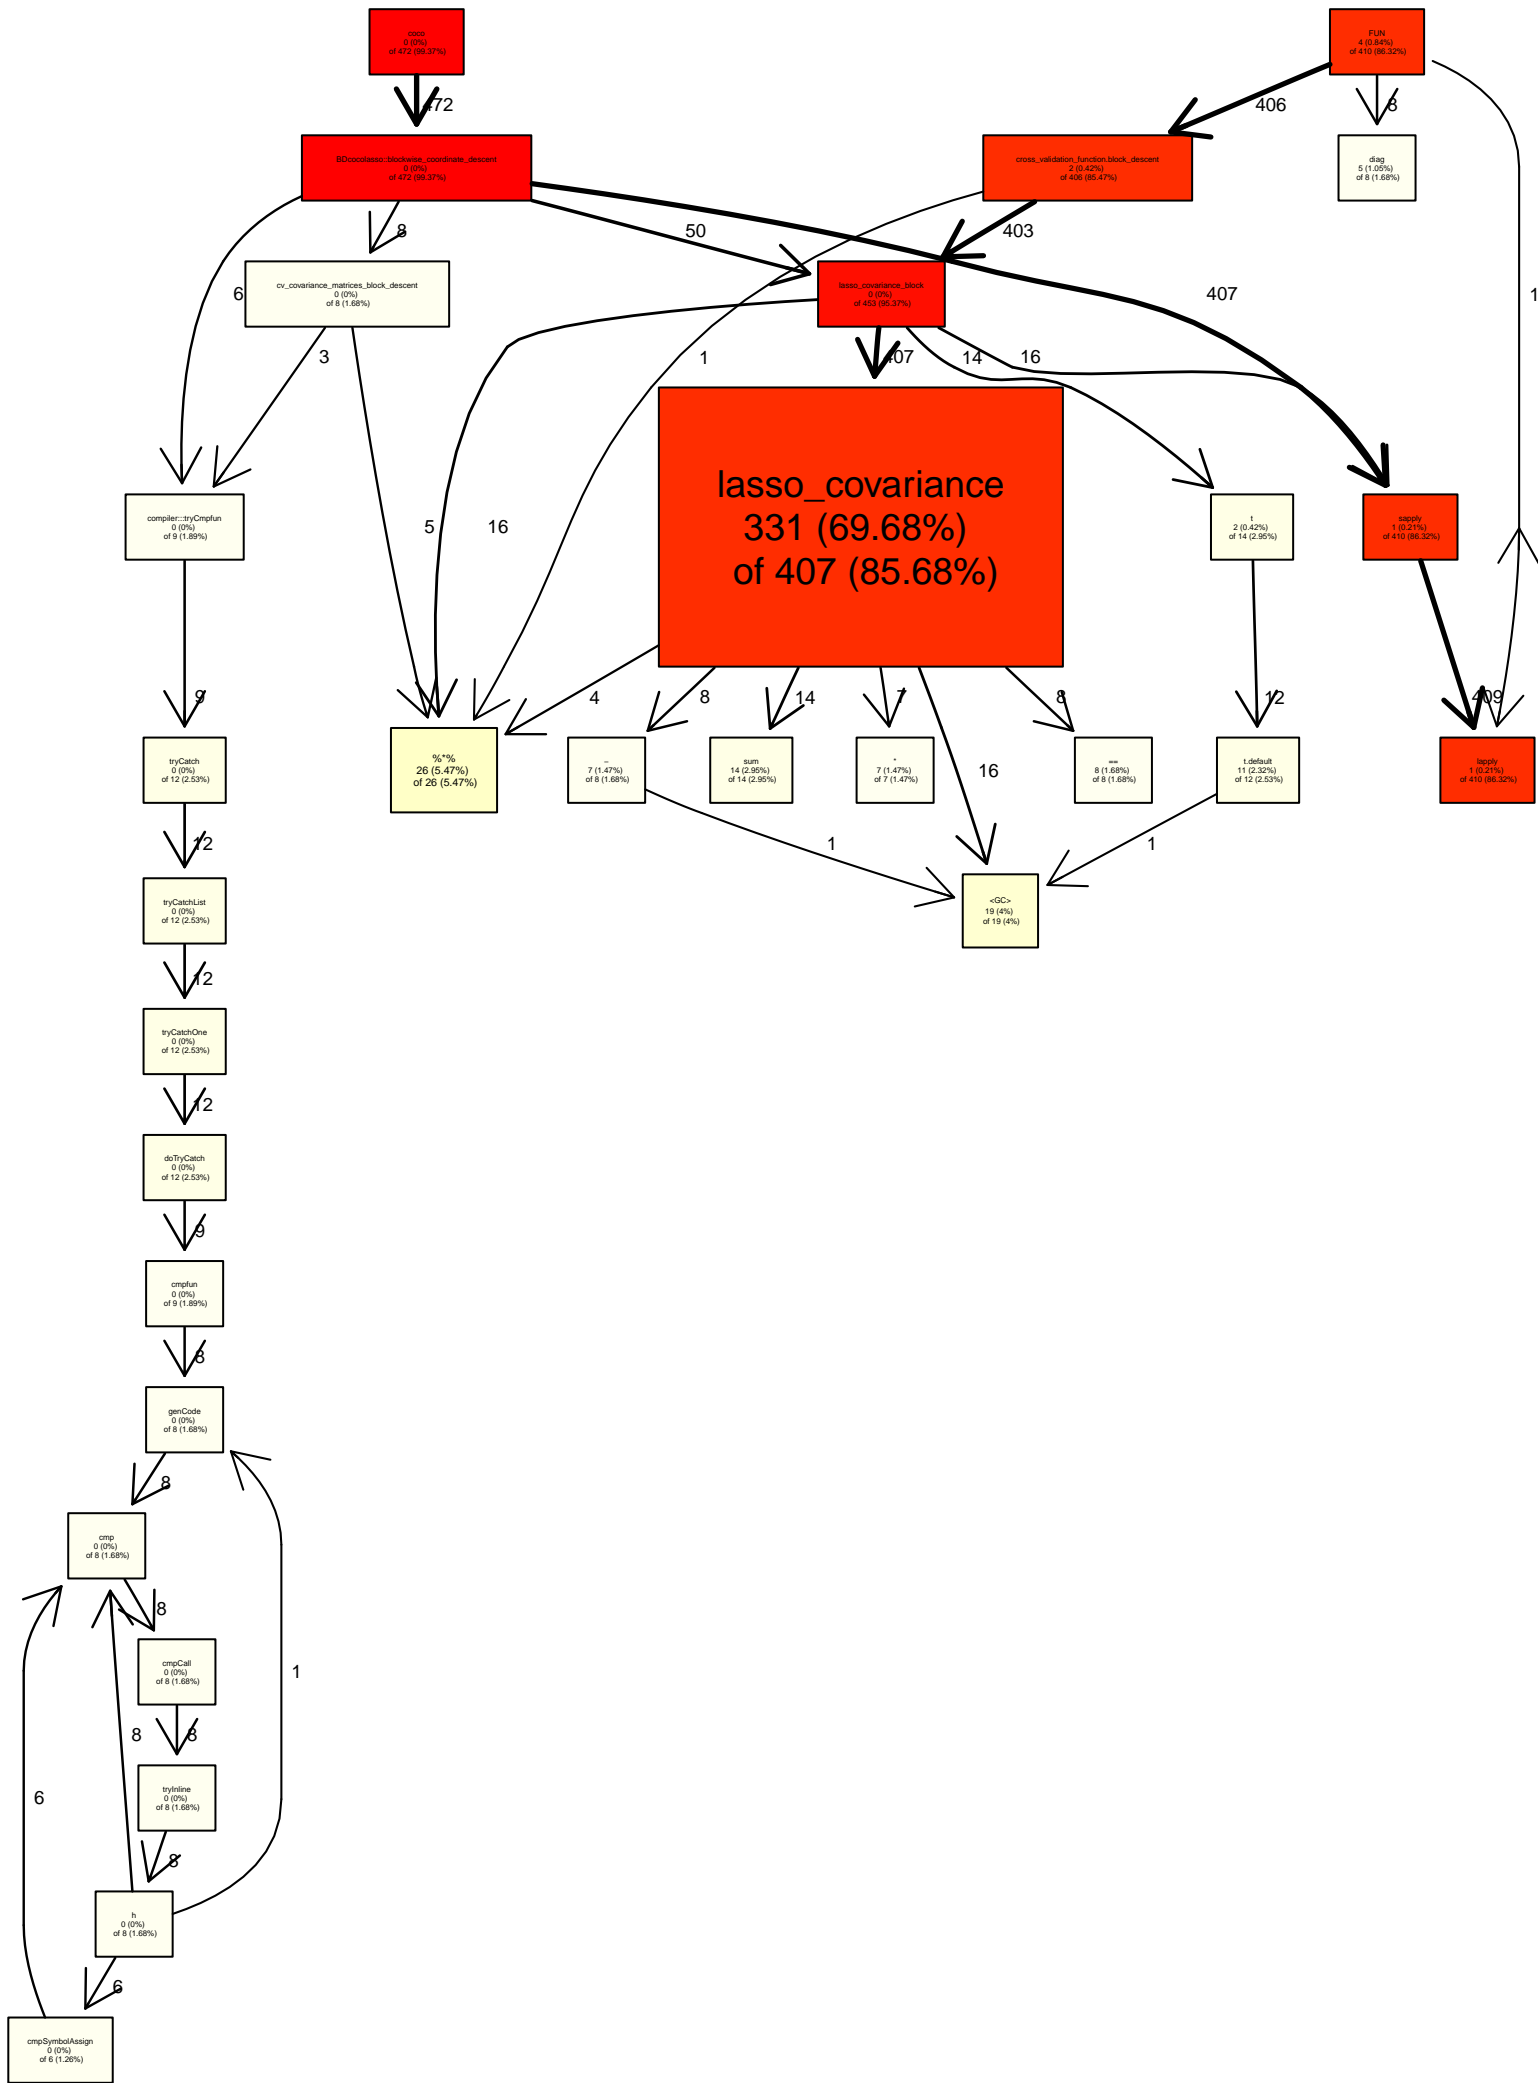 coco
0 (0%)
of 472 (99.37%)
FUN
4 (0.84%)
of 410 (86.32%)
472
406
8
BDcocolasso::blockwise_coordinate_descent
0 (0%)
of 472 (99.37%)
cross_validation_function.block_descent
2 (0.42%)
of 406 (85.47%)
diag
5 (1.05%)
of 8 (1.68%)
8
50
403
6
cv_covariance_matrices_block_descent
0 (0%)
of 8 (1.68%)
lasso_covariance_block
0 (0%)
of 453 (95.37%)
407
1
3
1
407
14
16
lasso_covariance
331 (69.68%)
of 407 (85.68%)
compiler:::tryCmpfun
0 (0%)
of 9 (1.89%)
5
16
t
2 (0.42%)
of 14 (2.95%)
sapply
1 (0.21%)
of 410 (86.32%)
9
4
8
14
7
8
12
409
tryCatch
0 (0%)
of 12 (2.53%)
%*%
26 (5.47%)
of 26 (5.47%)
−
7 (1.47%)
of 8 (1.68%)
sum
14 (2.95%)
of 14 (2.95%)
*
7 (1.47%)
of 7 (1.47%)
16
==
8 (1.68%)
of 8 (1.68%)
t.default
11 (2.32%)
of 12 (2.53%)
lapply
1 (0.21%)
of 410 (86.32%)
12
1
1
tryCatchList
0 (0%)
of 12 (2.53%)
<GC>
19 (4%)
of 19 (4%)
12
tryCatchOne
0 (0%)
of 12 (2.53%)
12
doTryCatch
0 (0%)
of 12 (2.53%)
9
cmpfun
0 (0%)
of 9 (1.89%)
8
genCode
0 (0%)
of 8 (1.68%)
8
cmp
0 (0%)
of 8 (1.68%)
8
cmpCall
0 (0%)
of 8 (1.68%)
1
8
8
6
tryInline
0 (0%)
of 8 (1.68%)
8
h
0 (0%)
of 8 (1.68%)
6
cmpSymbolAssign
0 (0%)
of 6 (1.26%)